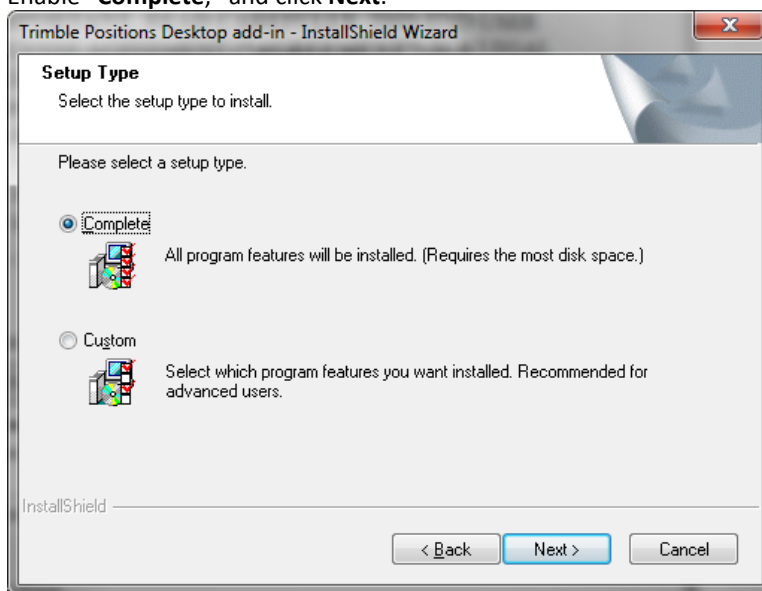 Enable "Complete," and click Next.
Trimble Positions Desktop add-in - InstallShield Wizard
Setup Type
Select the setup type to install.
Please select a setup type.
Complete
All program features will be installed. (Requires the most disk space.)
Custom
Select which program features you want installed. Recommended for
advanced users.
InstallShield
< Back Next > Cancel